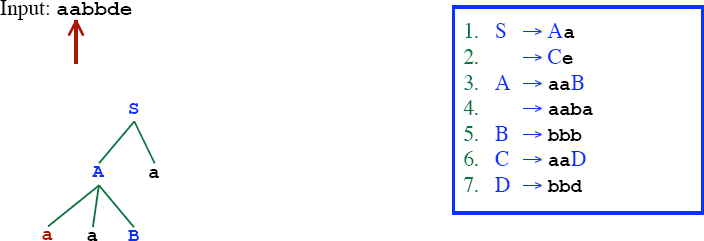 Input: aabbde
1. S → Aa
2. → Ce
3. A → aaB
4. → aaba
5. B → bbb
6. C → aaD
7. D → bbd
S
A a
a a B